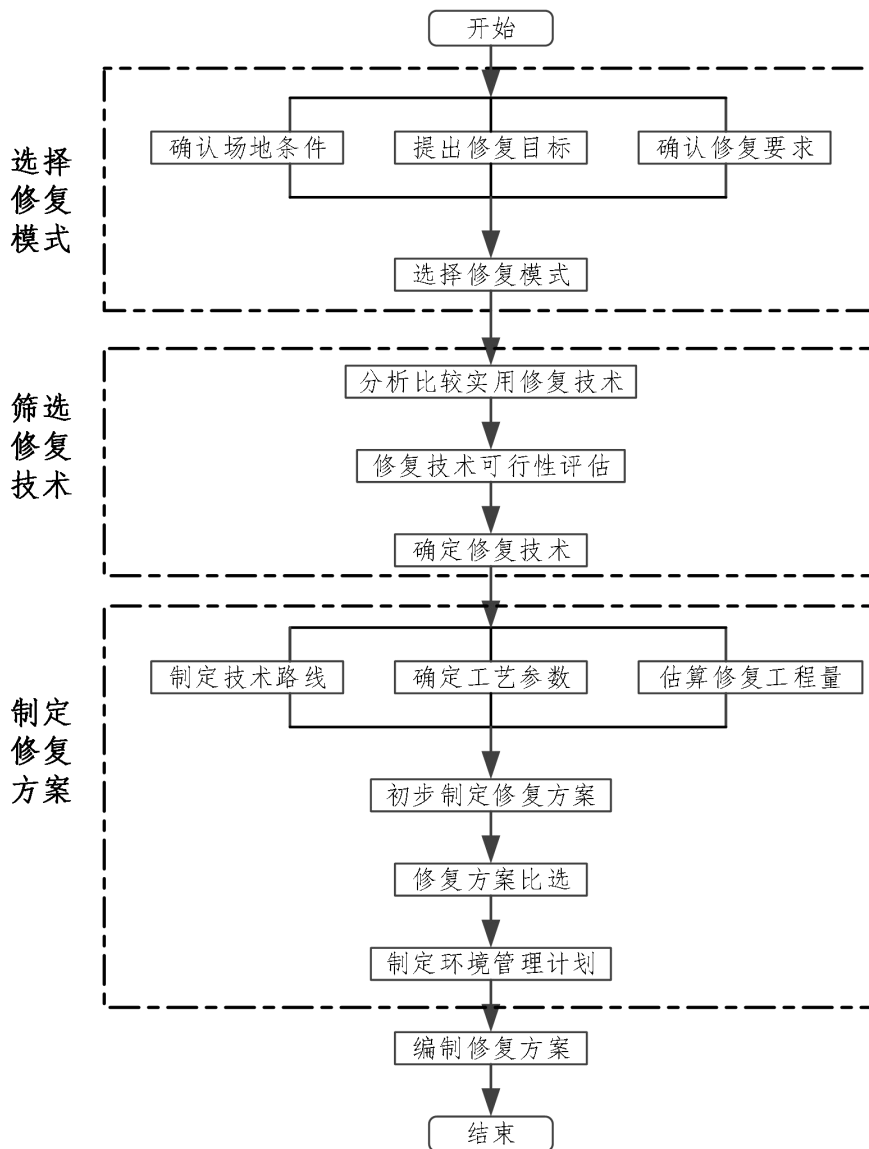 开始
选择
修复
模式
确认场地条件
提出修复目标
确认修复要求
选择修复模式
筛选
修复
技术
分析比较实用修复技术
修复技术可行性评估
确定修复技术
制定
修复
方案
制定技术路线
确定工艺参数
估算修复工程量
初步制定修复方案
修复方案比选
制定环境管理计划
编制修复方案
结束